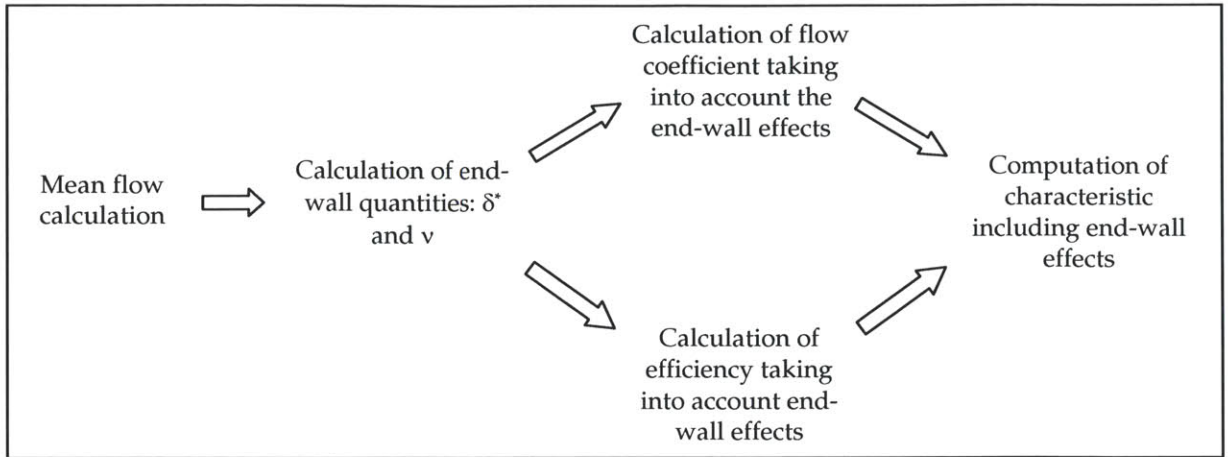 Mean flow
calculation
Calculation of end-
wall quantities: δ*
and ν
Calculation of flow
coefficient taking
into account the
end-wall effects
Calculation of
efficiency taking
into account end-
wall effects
Computation of
characteristic
including end-wall
effects